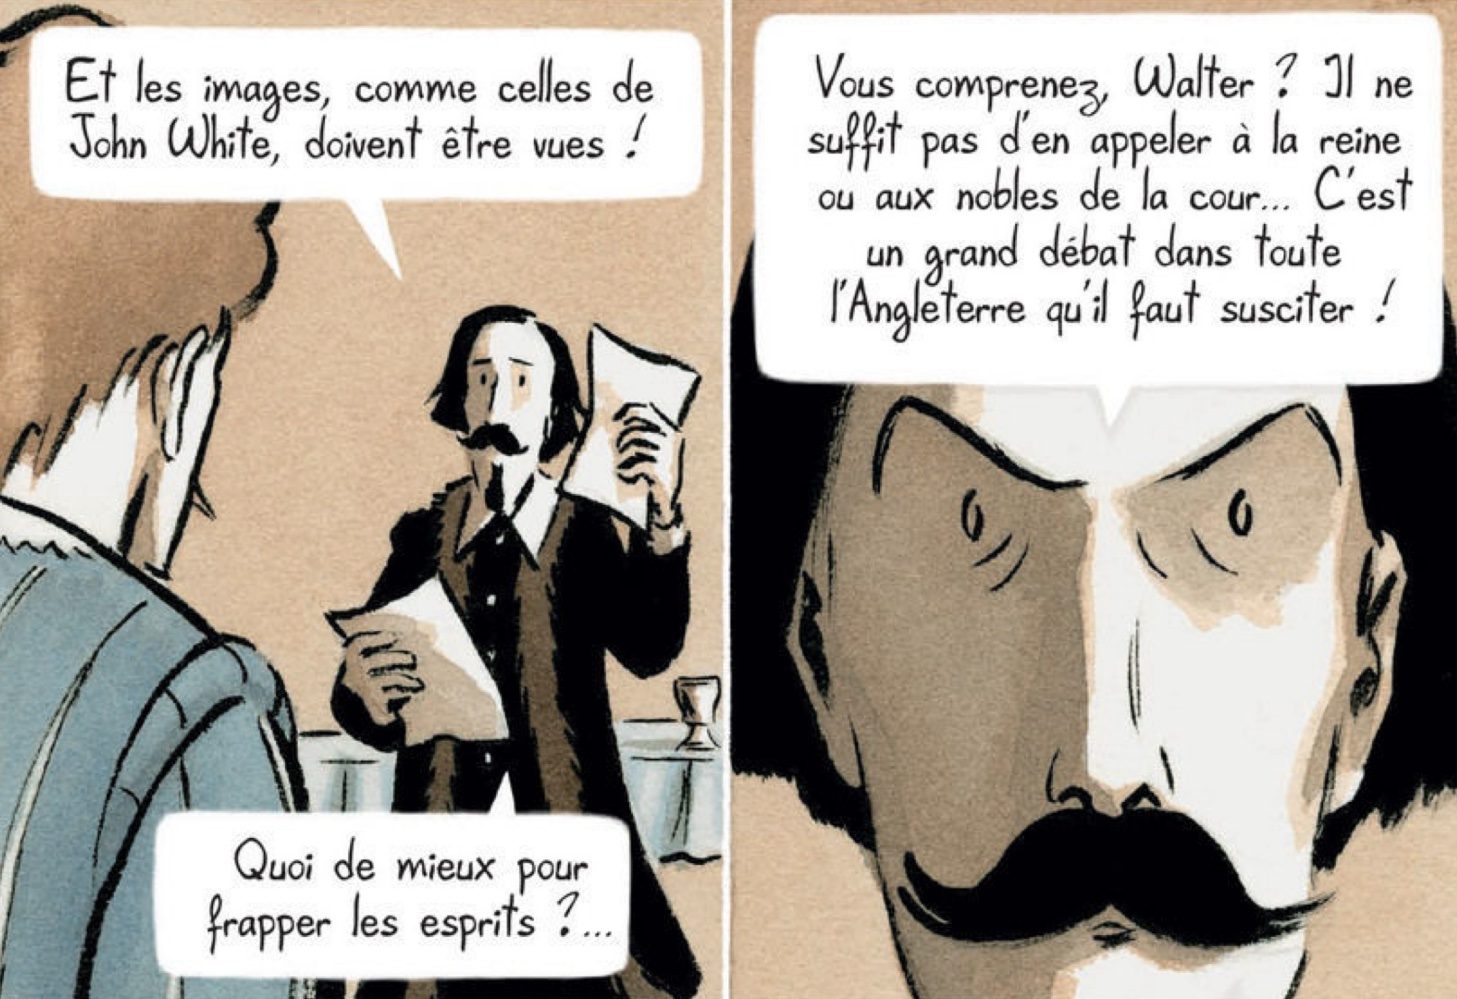 Et les images, comme celles de
John White, doivent être vues !
Quoi de mieux pour
frapper les esprits ?...
Vous comprenez, Walter ? Il ne
suffit pas d'en appeler à la reine
ou aux nobles de la cour... C'est
un grand débat dans toute
l'Angleterre qu'il faut susciter !